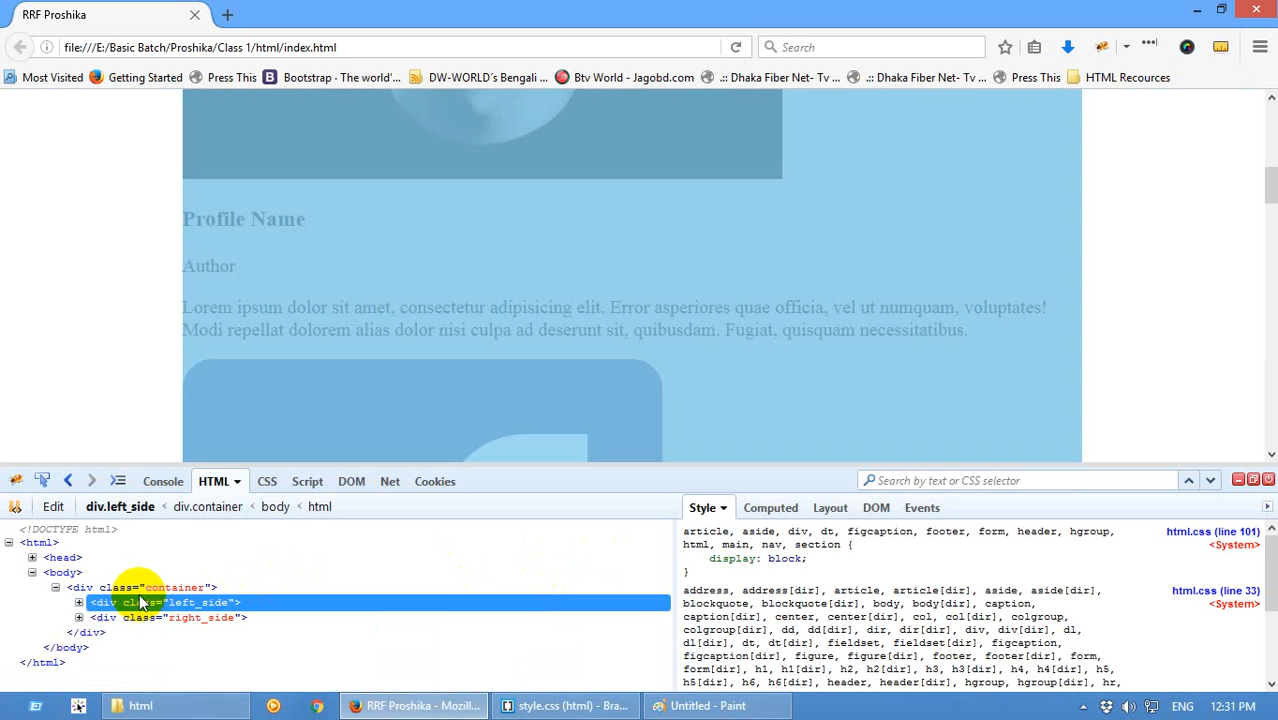 RRF Proshika
file:///E:/Basic Batch/Proshika/Class 1/html/index.html
Search
Most Visited Getting Started Press This Bootstrap · The world'... DW-WORLD´s Bengali ... Btv World - Jagobd.com .:: Dhaka Fiber Net- Tv ... .:: Dhaka Fiber Net- Tv ... Press This HTML Recources
Profile Name
Author
Lorem ipsum dolor sit amet, consectetur adipisicing elit. Error asperiores quae officia, vel ut numquam, voluptates!
Modi repellat dolorem alias dolor nisi culpa ad deserunt sit, quibusdam. Fugiat, quisquam necessitatibus.
Console HTML CSS Script DOM Net Cookies
Search by text or CSS selector
Edit div.left_side < div.container < body < html
Style Computed Layout DOM Events
<!DOCTYPE html>
<html>
<head>
<body>
<div class="container">
<div class="left_side">
<div class="right_side">
</div>
</body>
</html>
article, aside, div, dt, figcaption, footer, form, header, hgroup, html.css (line 101)
html, main, nav, section { <System>
display: block;
}
address, address[dir], article, article[dir], aside, aside[dir], html.css (line 33)
blockquote, blockquote[dir], body, body[dir], caption, <System>
caption[dir], center, center[dir], col, col[dir], colgroup,
colgroup[dir], dd, dd[dir], dir, dir[dir], div, div[dir], dl,
dl[dir], dt, dt[dir], fieldset, fieldset[dir], figcaption,
figcaption[dir], figure, figure[dir], footer, footer[dir], form,
form[dir], h1, h1[dir], h2, h2[dir], h3, h3[dir], h4, h4[dir], h5,
h5[dir], h6, h6[dir], header, header[dir], hgroup, hgroup[dir], hr,
html
RRF Proshika - Mozill...
style.css (html) - Bra...
Untitled - Paint
ENG 12:31 PM